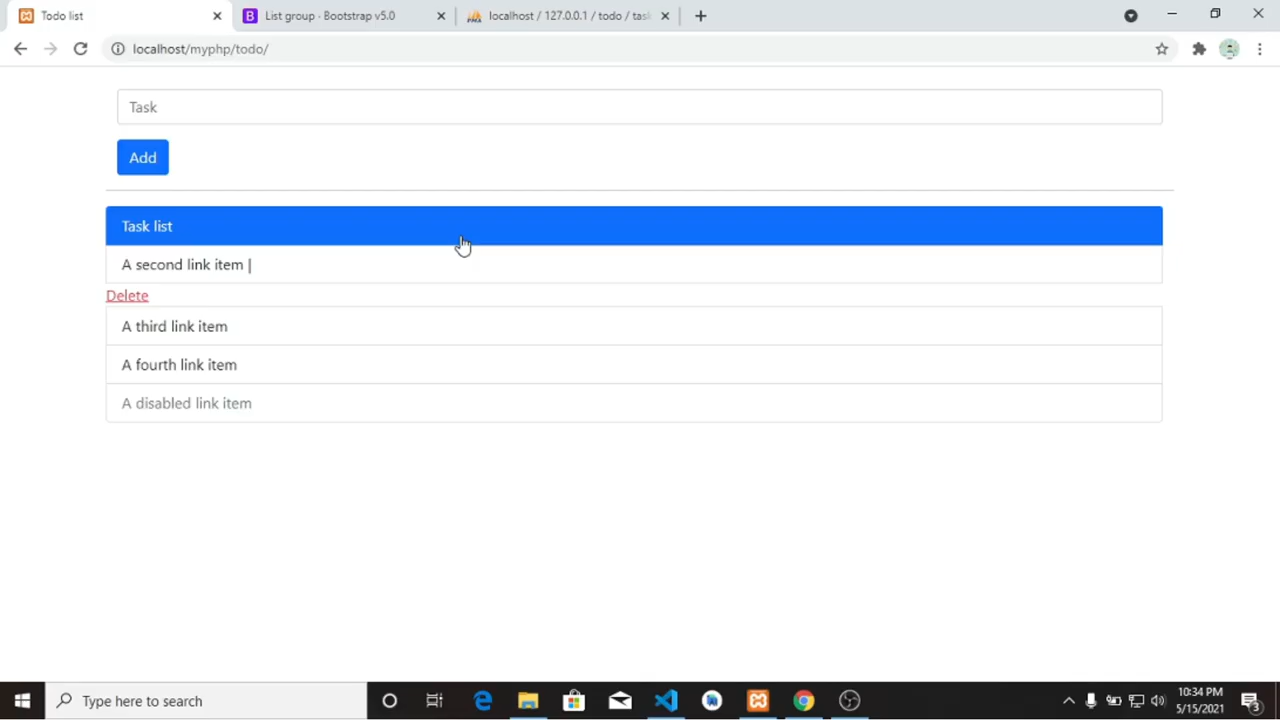 Todo list
List group · Bootstrap v5.0
localhost / 127.0.0.1 / todo / task
localhost/myphp/todo/
Task
Add
Task list
A second link item |
Delete
A third link item
A fourth link item
A disabled link item
Type here to search
10:34 PM
5/15/2021
3